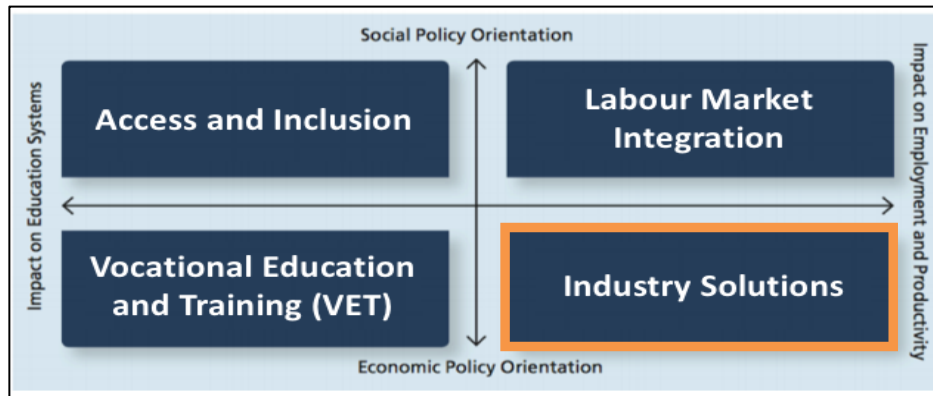 Social Policy Orientation
Impact on Education Systems
Access and Inclusion
Labour Market
Integration
Impact on Employment and Productivity
Vocational Education
and Training (VET)
Industry Solutions
Economic Policy Orientation